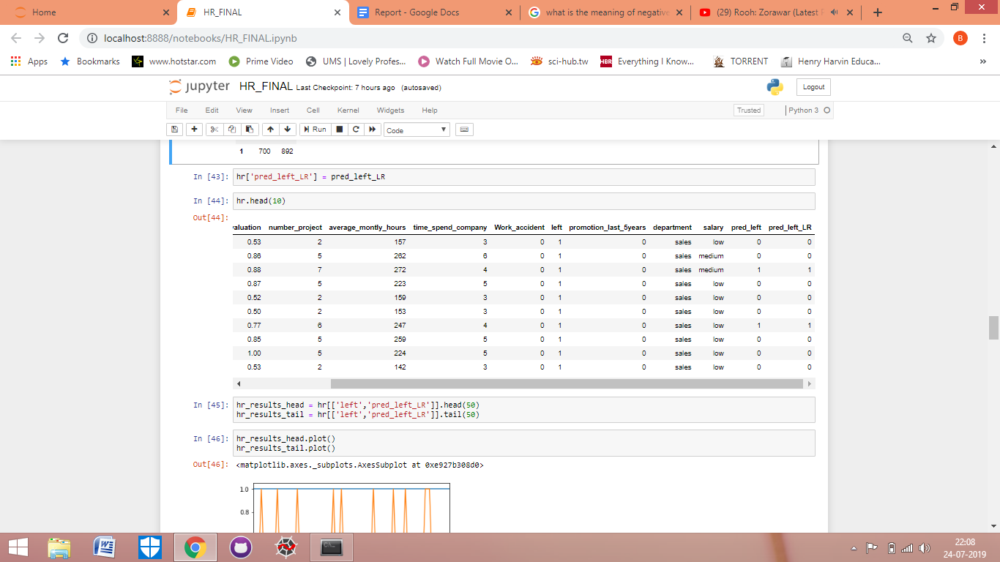 Home
HR_FINAL
Report - Google Docs
what is the meaning of negative
(29) Rooh: Zorawar (Latest
localhost:8888/notebooks/HR_FINAL.ipynb
B
Apps
Bookmarks
www.hotstar.com
Prime Video
UMS | Lovely Profes...
Watch Full Movie O...
sci-hub.tw
HBR
Everything I Know...
TORRENT
Henry Harvin Educa...
»
jupyter HR_FINAL Last Checkpoint: 7 hours ago (autosaved)
Logout
File Edit View Insert Cell Kernel Widgets Help
Trusted
Python 3
Run
Code
1 700 892
In [43]: hr['pred_left_LR'] = pred_left_LR
In [44]: hr.head(10)
Out[44]:
valuation number_project average_montly_hours time_spend_company Work_accident left promotion_last_5years department salary pred_left pred_left_LR
0.53 2 157 3 0 1 0 sales low 0 0
0.86 5 262 6 0 1 0 sales medium 0 0
0.88 7 272 4 0 1 0 sales medium 1 1
0.87 5 223 5 0 1 0 sales low 0 0
0.52 2 159 3 0 1 0 sales low 0 0
0.50 2 153 3 0 1 0 sales low 0 0
0.77 6 247 4 0 1 0 sales low 1 1
0.85 5 259 5 0 1 0 sales low 0 0
1.00 5 224 5 0 1 0 sales low 0 0
0.53 2 142 3 0 1 0 sales low 0 0
In [45]: hr_results_head = hr[['left','pred_left_LR']].head(50)
hr_results_tail = hr[['left','pred_left_LR']].tail(50)
In [46]: hr_results_head.plot()
hr_results_tail.plot()
Out[46]: <matplotlib.axes._subplots.AxesSubplot at 0xe927b308d0>
1.0
0.8
22:08
24-07-2019